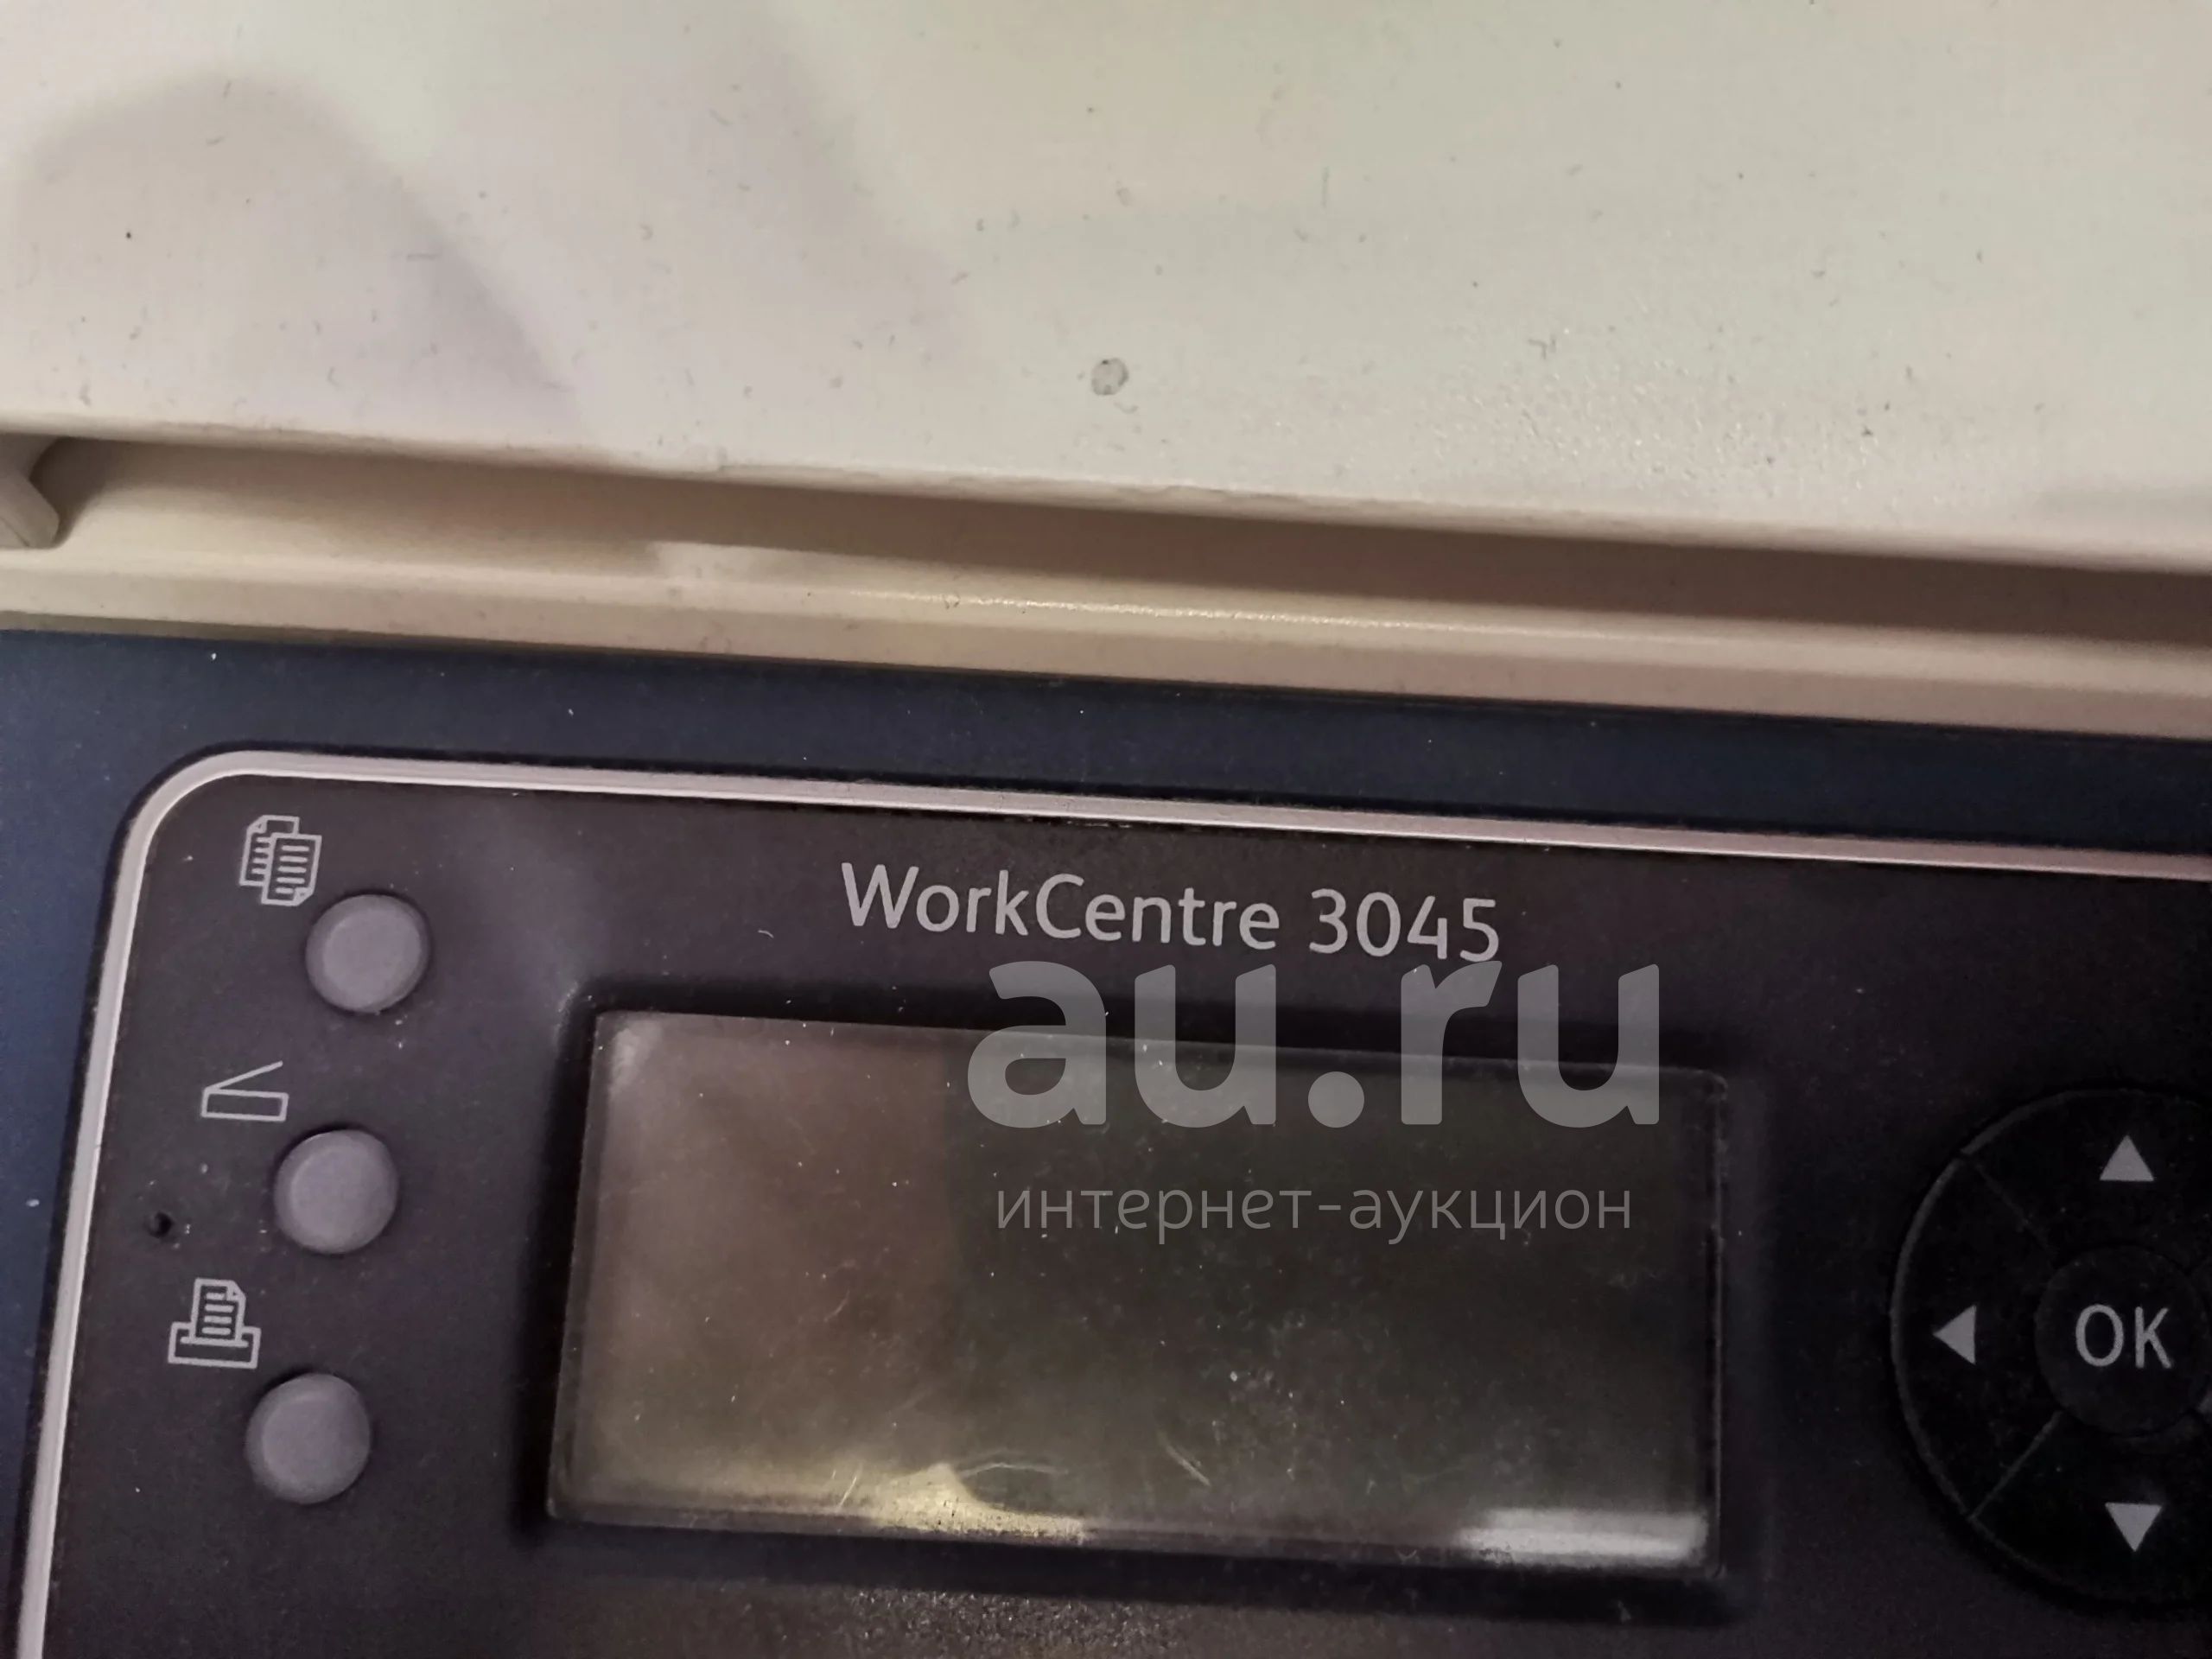 WorkCentre 3045
au.ru
интернет-аукцион
OK